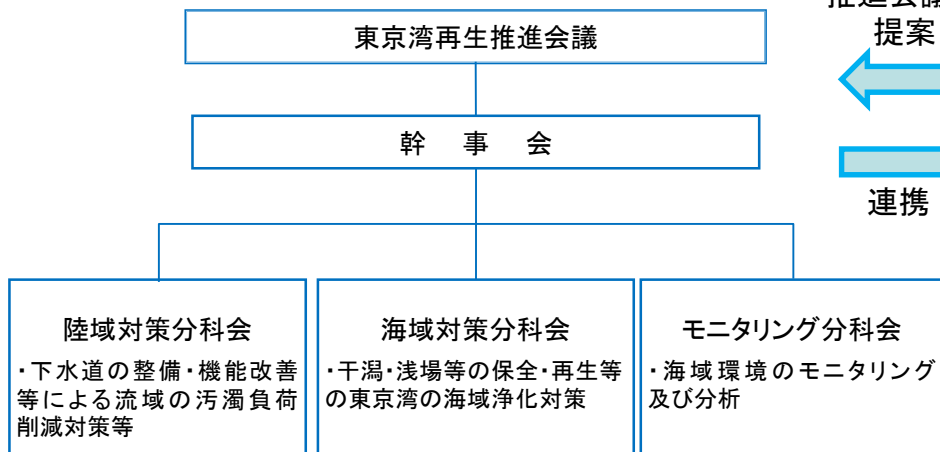 推進会議
提案
東京湾再生推進会議
幹 事 会
連携
陸域対策分科会
・下水道の整備・機能改善
等による流域の汚濁負荷
削減対策等
海域対策分科会
・干潟・浅場等の保全・再生等
の東京湾の海域浄化対策
モニタリング分科会
・海域環境のモニタリング
及び分析